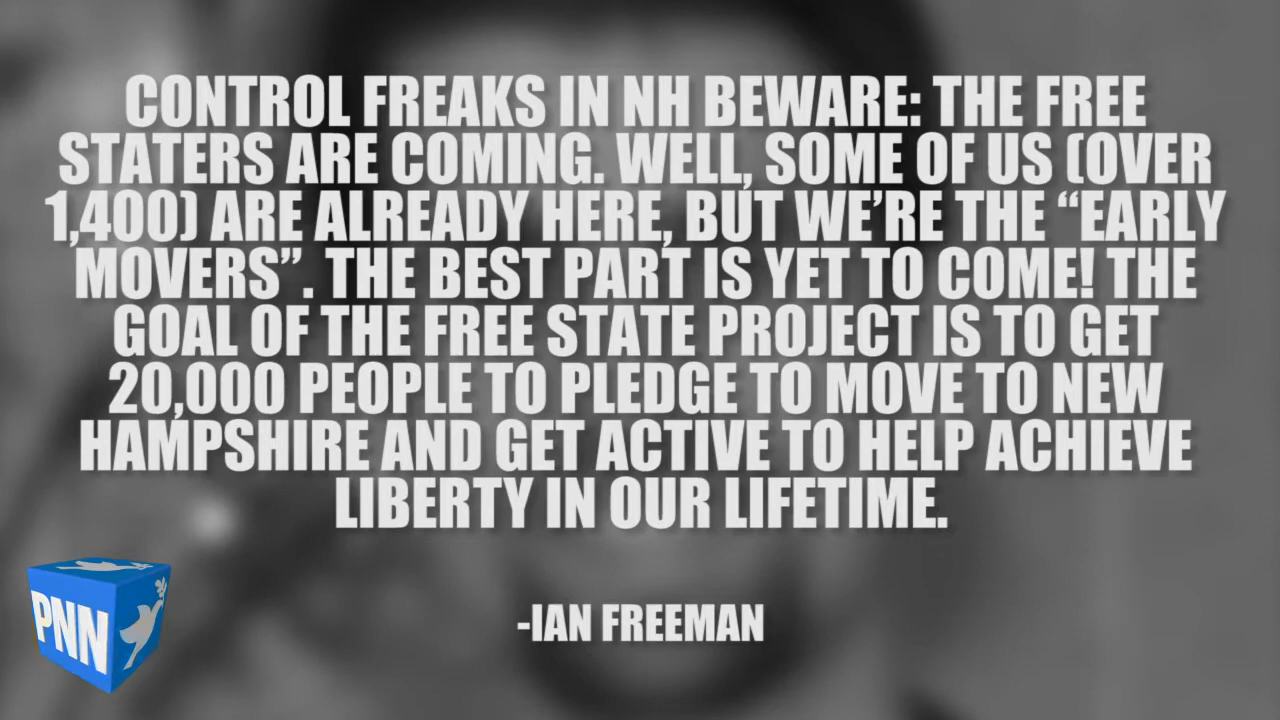 CONTROL FREAKS IN NH BEWARE: THE FREE
STATERS ARE COMING. WELL, SOME OF US (OVER
1,400) ARE ALREADY HERE, BUT WE’RE THE “EARLY
MOVERS”. THE BEST PART IS YET TO COME! THE
GOAL OF THE FREE STATE PROJECT IS TO GET
20,000 PEOPLE TO PLEDGE TO MOVE TO NEW
HAMPSHIRE AND GET ACTIVE TO HELP ACHIEVE
LIBERTY IN OUR LIFETIME.
-IAN FREEMAN
PNN